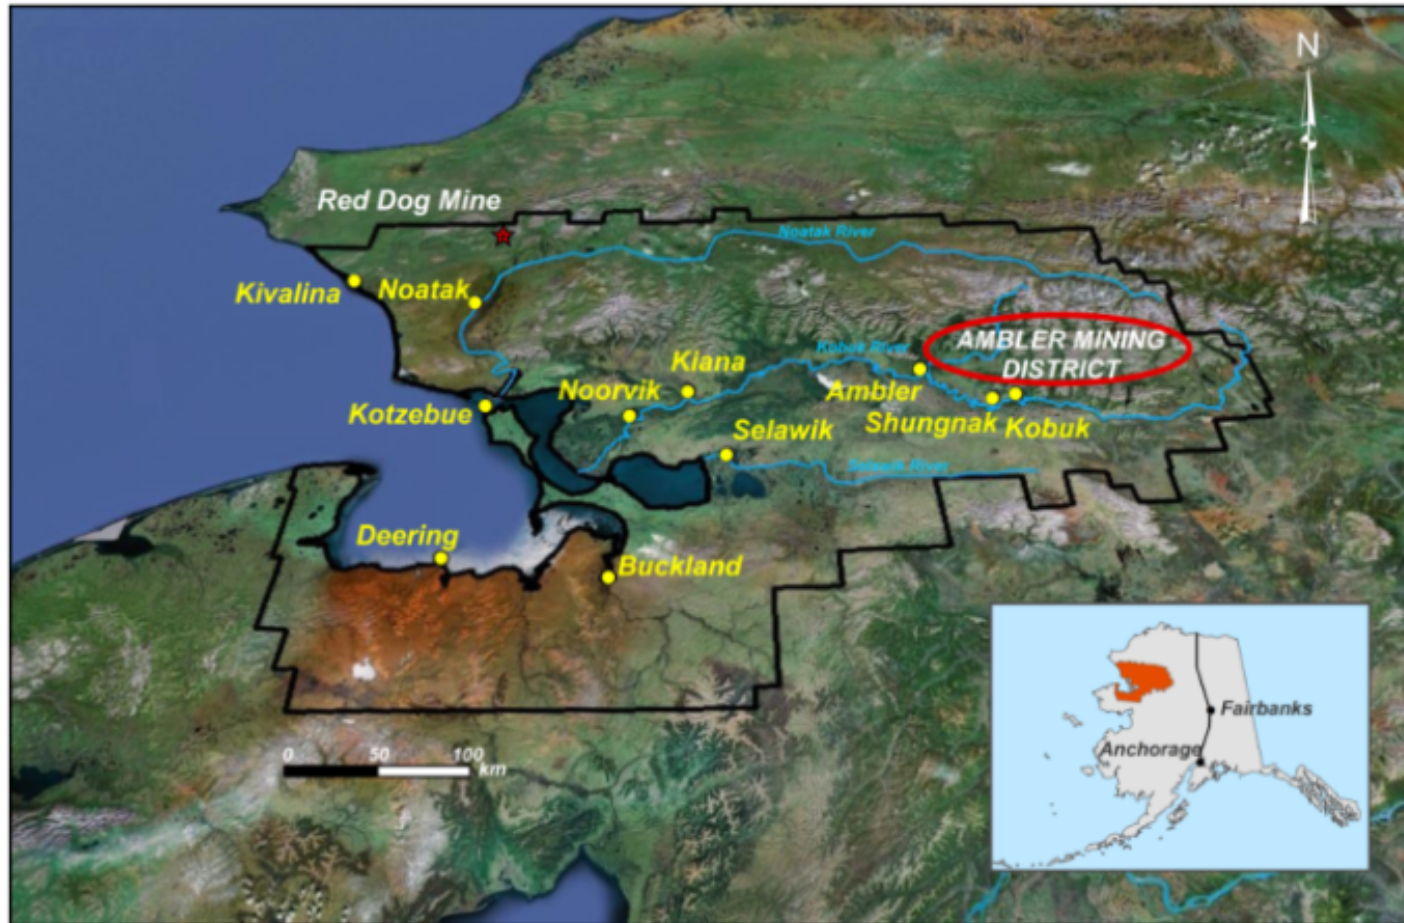 N
Red Dog Mine
Noatak River
Kivalina
Noatak
Kobuk River
AMBLER MINING
DISTRICT
Kiana
Noorvik
Ambler
Kotzebue
Shungnak
Kobuk
Selawik
Selawik River
Deering
Buckland
0 50 100
km
Fairbanks
Anchorage